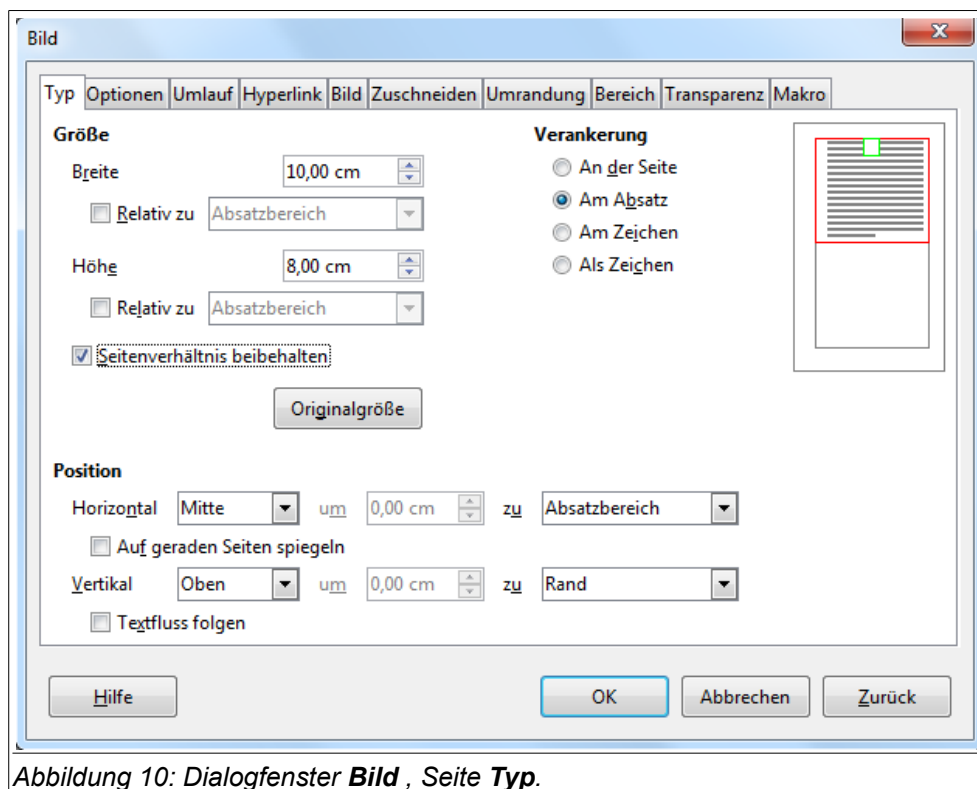 Bild
Typ Optionen Umlauf Hyperlink Bild Zuschneiden Umrandung Bereich Transparenz Makro
Größe
Breite 10,00 cm
Relativ zu Absatzbereich
Höhe 8,00 cm
Relativ zu Absatzbereich
Seitenverhältnis beibehalten
Originalgröße
Verankerung
An der Seite
Am Absatz
Am Zeichen
Als Zeichen
Position
Horizontal Mitte um 0,00 cm zu Absatzbereich
Auf geraden Seiten spiegeln
Vertikal Oben um 0,00 cm zu Rand
Textfluss folgen
Hilfe OK Abbrechen Zurück
Abbildung 10: Dialogfenster Bild , Seite Typ.